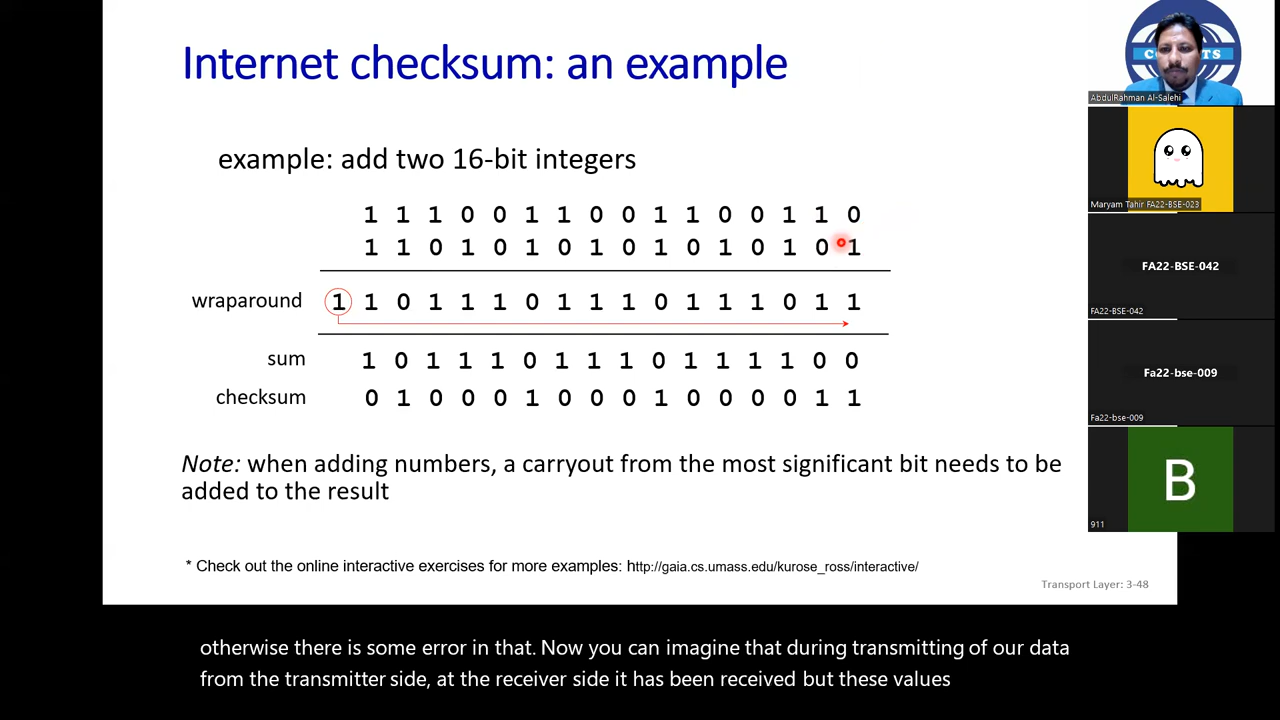 Internet checksum: an example
example: add two 16-bit integers
1 1 1 0 0 1 1 0 0 1 1 0 0 1 1 0
1 1 0 1 0 1 0 1 0 1 0 1 0 1 0 1
wraparound 1 1 0 1 1 1 0 1 1 1 0 1 1 1 0 1 1
sum 1 0 1 1 1 0 1 1 1 0 1 1 1 1 0 0
checksum 0 1 0 0 0 1 0 0 0 1 0 0 0 0 1 1
Note: when adding numbers, a carryout from the most significant bit needs to be
added to the result
* Check out the online interactive exercises for more examples: http://gaia.cs.umass.edu/kurose_ross/interactive/
Transport Layer: 3-48
AbdulRahman Al-Salehi
Maryam Tahir FA22-BSE-023
FA22-BSE-042
FA22-BSE-042
Fa22-bse-009
Fa22-bse-009
B
911
otherwise there is some error in that. Now you can imagine that during transmitting of our data
from the transmitter side, at the receiver side it has been received but these values